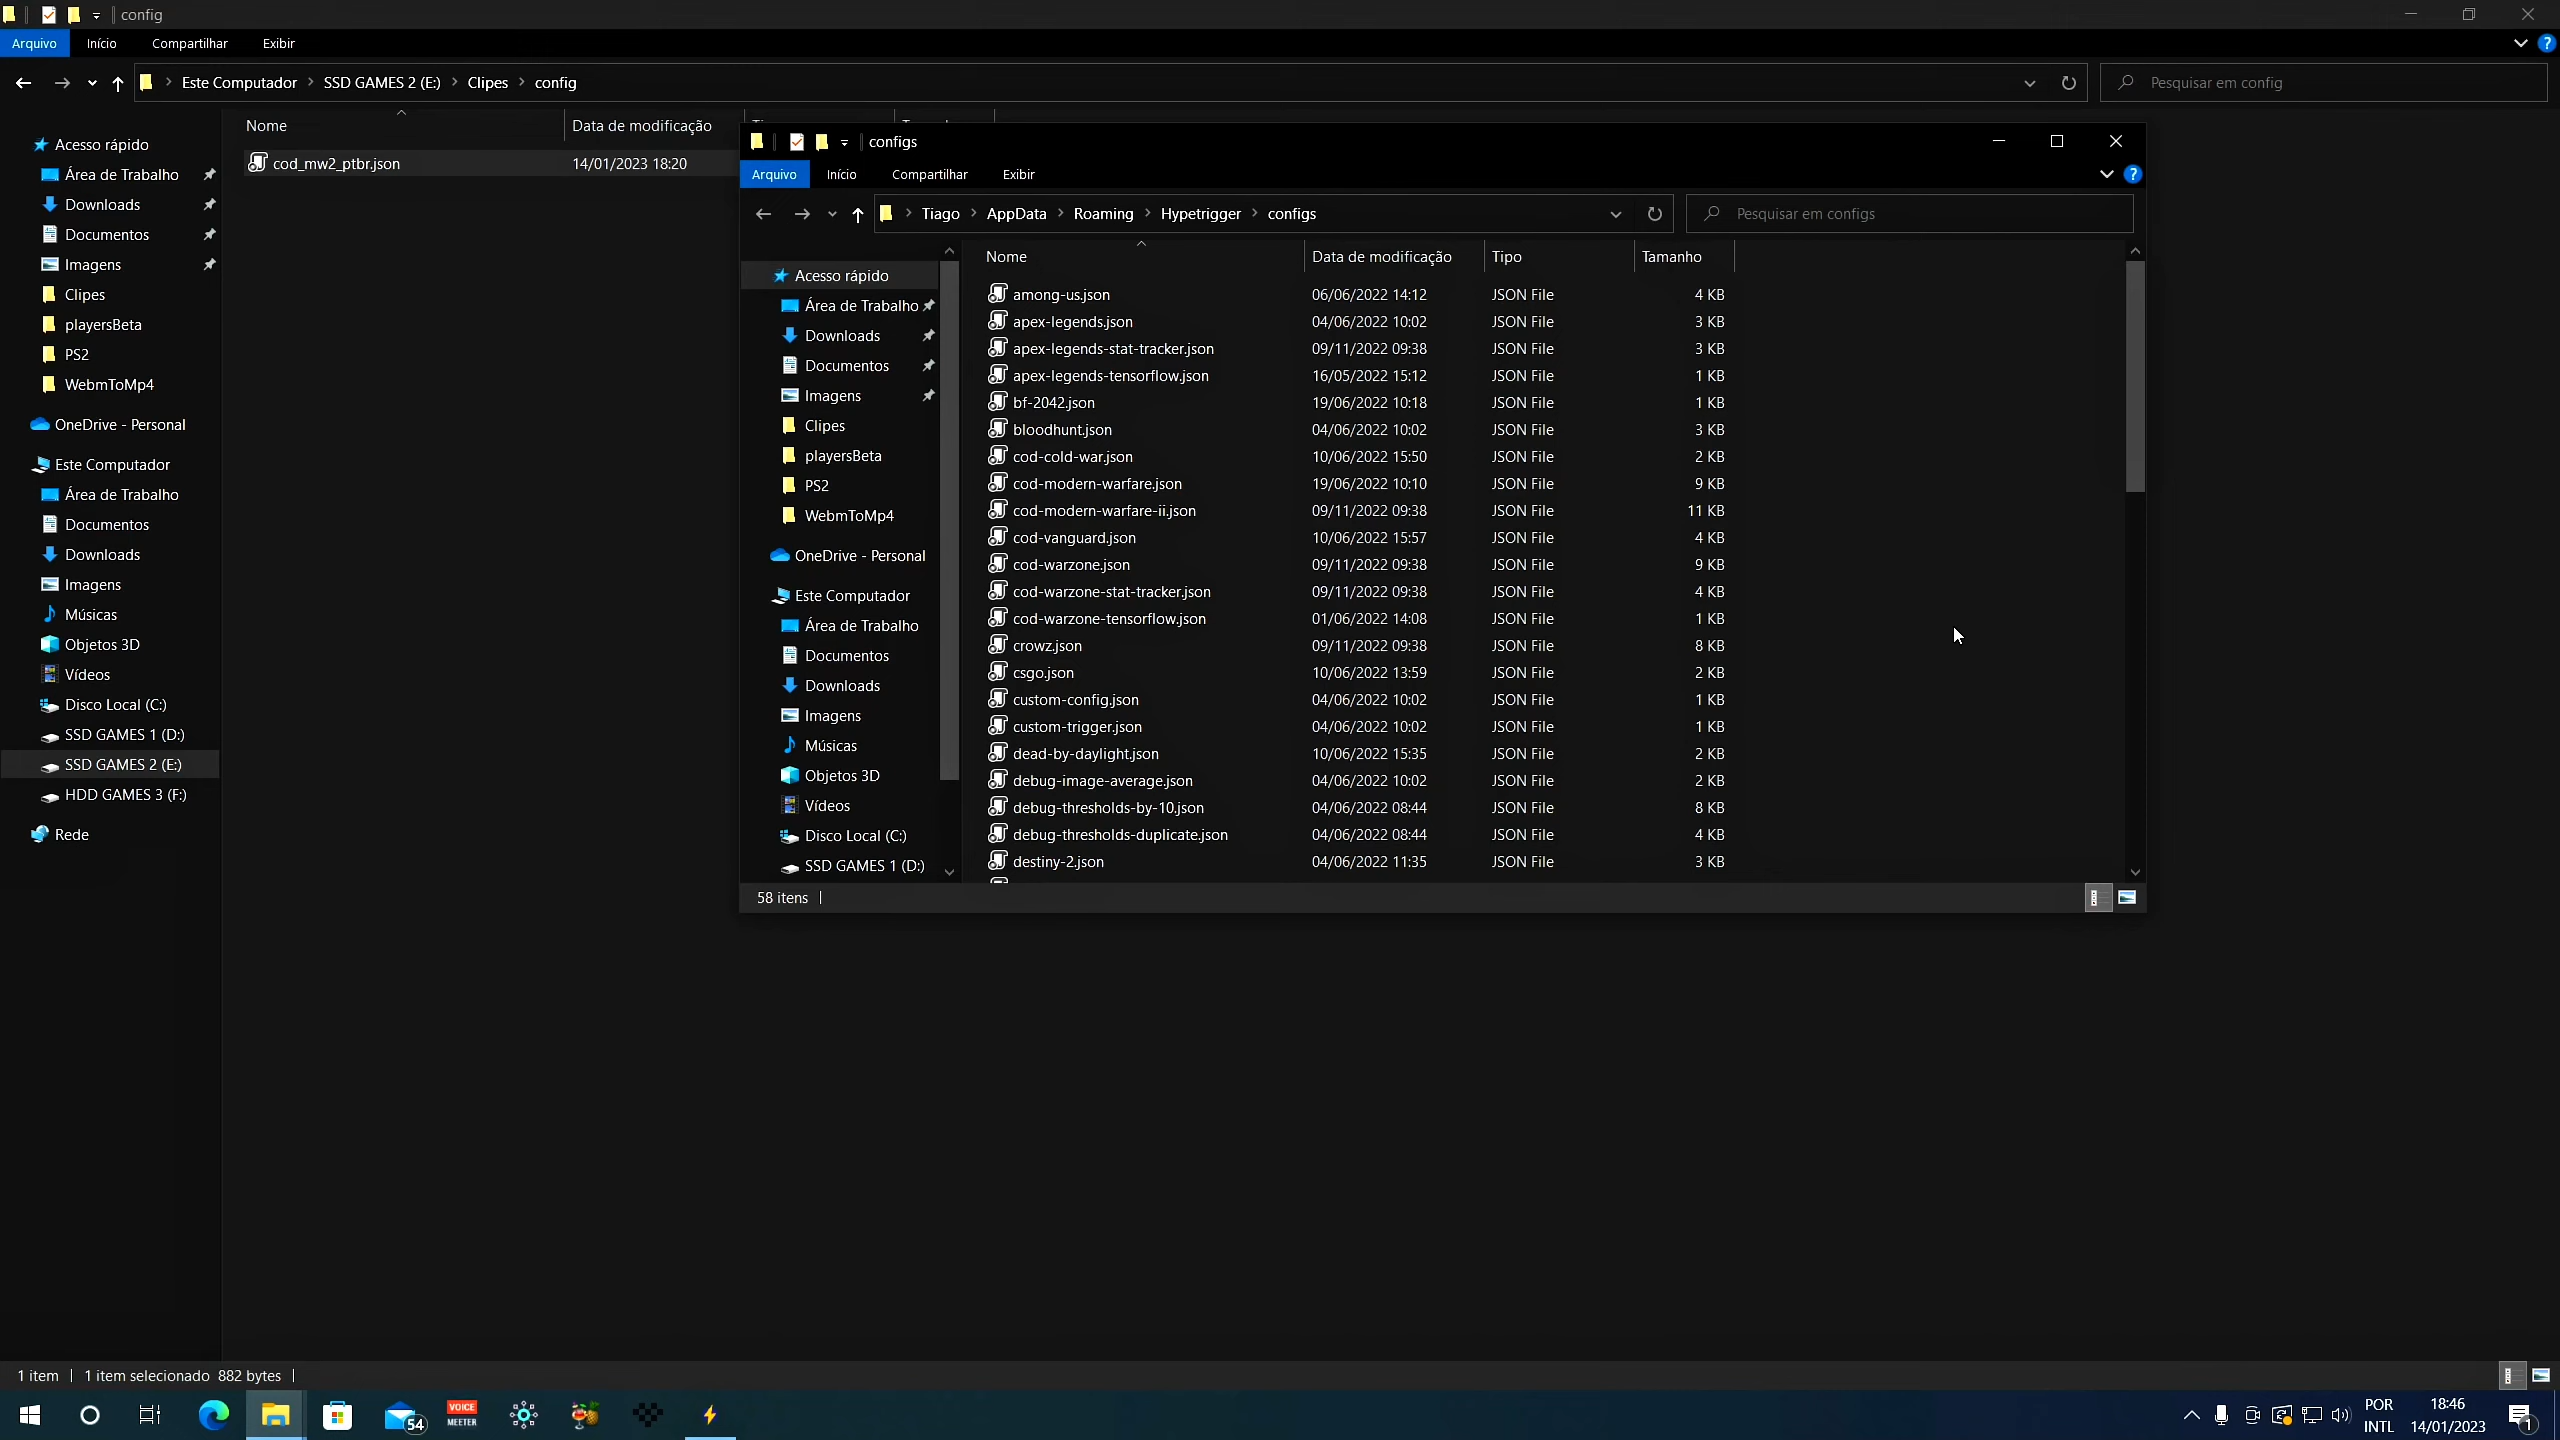 config
Arquivo Início Compartilhar Exibir
Este Computador > SSD GAMES 2 (E:) > Clipes > config
Pesquisar em config
Nome Data de modificação
cod_mw2_ptbr.json 14/01/2023 18:20
Acesso rápido
Área de Trabalho
Downloads
Documentos
Imagens
Clipes
playersBeta
PS2
WebmToMp4
OneDrive - Personal
Este Computador
Área de Trabalho
Documentos
Downloads
Imagens
Músicas
Objetos 3D
Vídeos
Disco Local (C:)
SSD GAMES 1 (D:)
SSD GAMES 2 (E:)
HDD GAMES 3 (F:)
Rede
configs
Arquivo Início Compartilhar Exibir
Tiago > AppData > Roaming > Hypetrigger > configs
Pesquisar em configs
Acesso rápido
Área de Trabalho
Downloads
Documentos
Imagens
Clipes
playersBeta
PS2
WebmToMp4
OneDrive - Personal
Este Computador
Área de Trabalho
Documentos
Downloads
Imagens
Músicas
Objetos 3D
Vídeos
Disco Local (C:)
SSD GAMES 1 (D:)
Nome Data de modificação Tipo Tamanho
among-us.json 06/06/2022 14:12 JSON File 4 KB
apex-legends.json 04/06/2022 10:02 JSON File 3 KB
apex-legends-stat-tracker.json 09/11/2022 09:38 JSON File 3 KB
apex-legends-tensorflow.json 16/05/2022 15:12 JSON File 1 KB
bf-2042.json 19/06/2022 10:18 JSON File 1 KB
bloodhunt.json 04/06/2022 10:02 JSON File 3 KB
cod-cold-war.json 10/06/2022 15:50 JSON File 2 KB
cod-modern-warfare.json 19/06/2022 10:10 JSON File 9 KB
cod-modern-warfare-ii.json 09/11/2022 09:38 JSON File 11 KB
cod-vanguard.json 10/06/2022 15:57 JSON File 4 KB
cod-warzone.json 09/11/2022 09:38 JSON File 9 KB
cod-warzone-stat-tracker.json 09/11/2022 09:38 JSON File 4 KB
cod-warzone-tensorflow.json 01/06/2022 14:08 JSON File 1 KB
crowz.json 09/11/2022 09:38 JSON File 8 KB
csgo.json 10/06/2022 13:59 JSON File 2 KB
custom-config.json 04/06/2022 10:02 JSON File 1 KB
custom-trigger.json 04/06/2022 10:02 JSON File 1 KB
dead-by-daylight.json 10/06/2022 15:35 JSON File 2 KB
debug-image-average.json 04/06/2022 10:02 JSON File 2 KB
debug-thresholds-by-10.json 04/06/2022 08:44 JSON File 8 KB
debug-thresholds-duplicate.json 04/06/2022 08:44 JSON File 4 KB
destiny-2.json 04/06/2022 11:35 JSON File 3 KB
58 itens
1 item 1 item selecionado 882 bytes
54
VOICE
MEETER
POR
INTL
18:46
14/01/2023
1